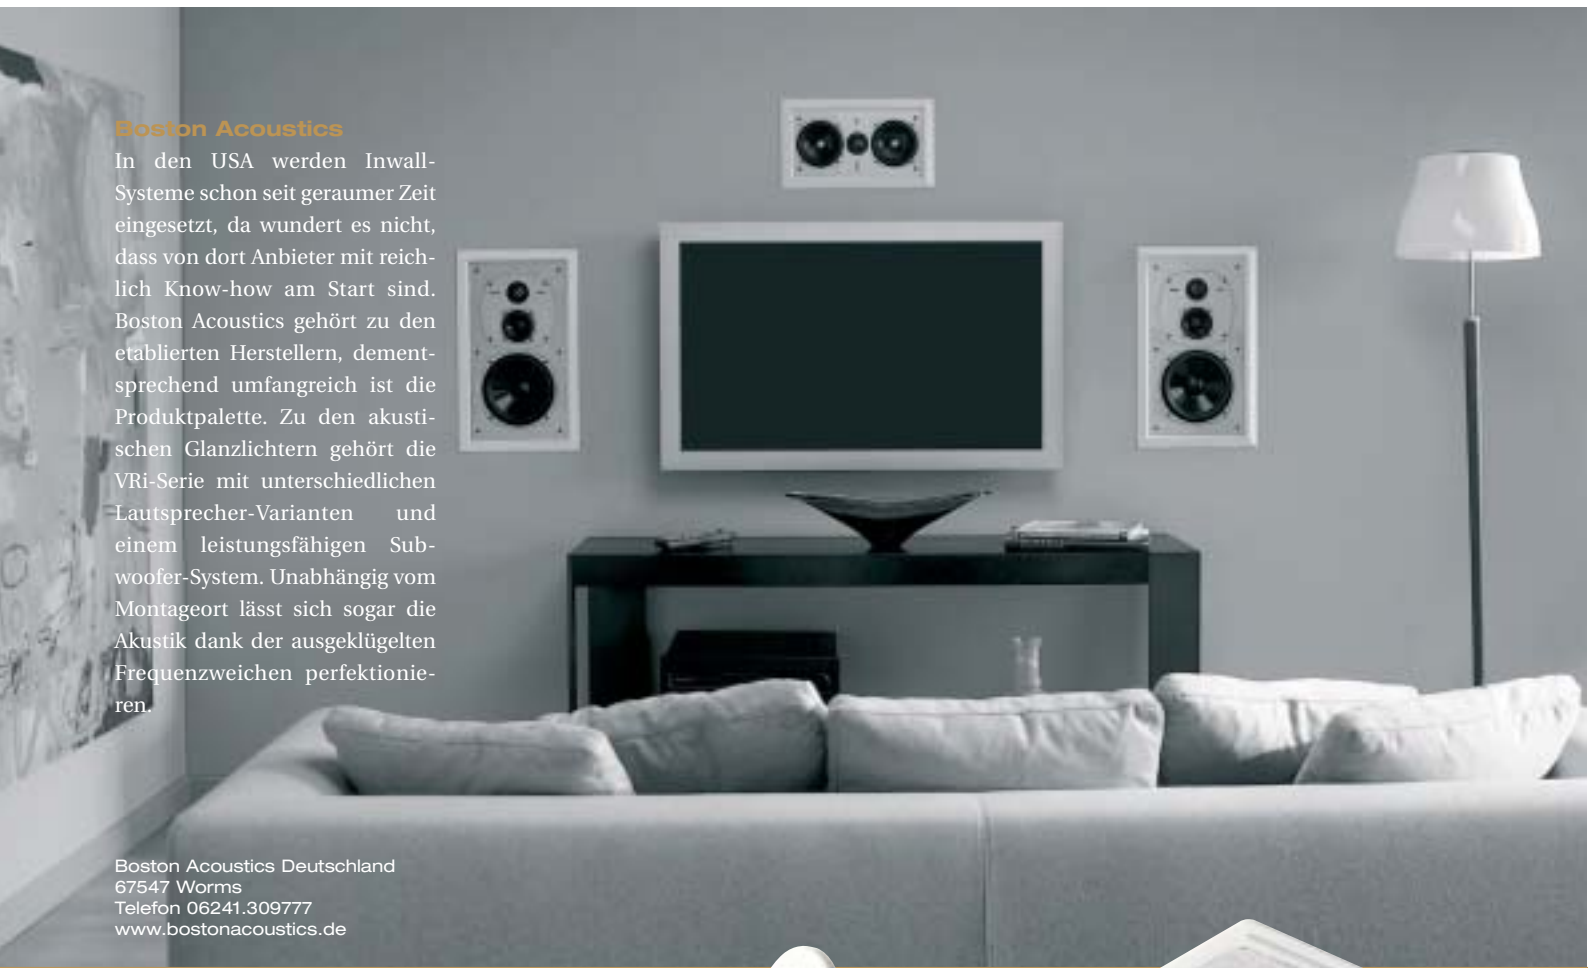 Boston Acoustics
In den USA werden Inwall-
Systeme schon seit geraumer Zeit
eingesetzt, da wundert es nicht,
dass von dort Anbieter mit reich-
lich Know-how am Start sind.
Boston Acoustics gehört zu den
etablierten Herstellern, dement-
sprechend umfangreich ist die
Produktpalette. Zu den akusti-
schen Glanzlichtern gehört die
VRi-Serie mit unterschiedlichen
Lautsprecher-Varianten und
einem leistungsfähigen Sub-
woofer-System. Unabhängig vom
Montageort lässt sich sogar die
Akustik dank der ausgeklügelten
Frequenzweichen perfektionie-
ren.
Boston Acoustics Deutschland
67547 Worms
Telefon 06241.309777
www.bostonacoustics.de